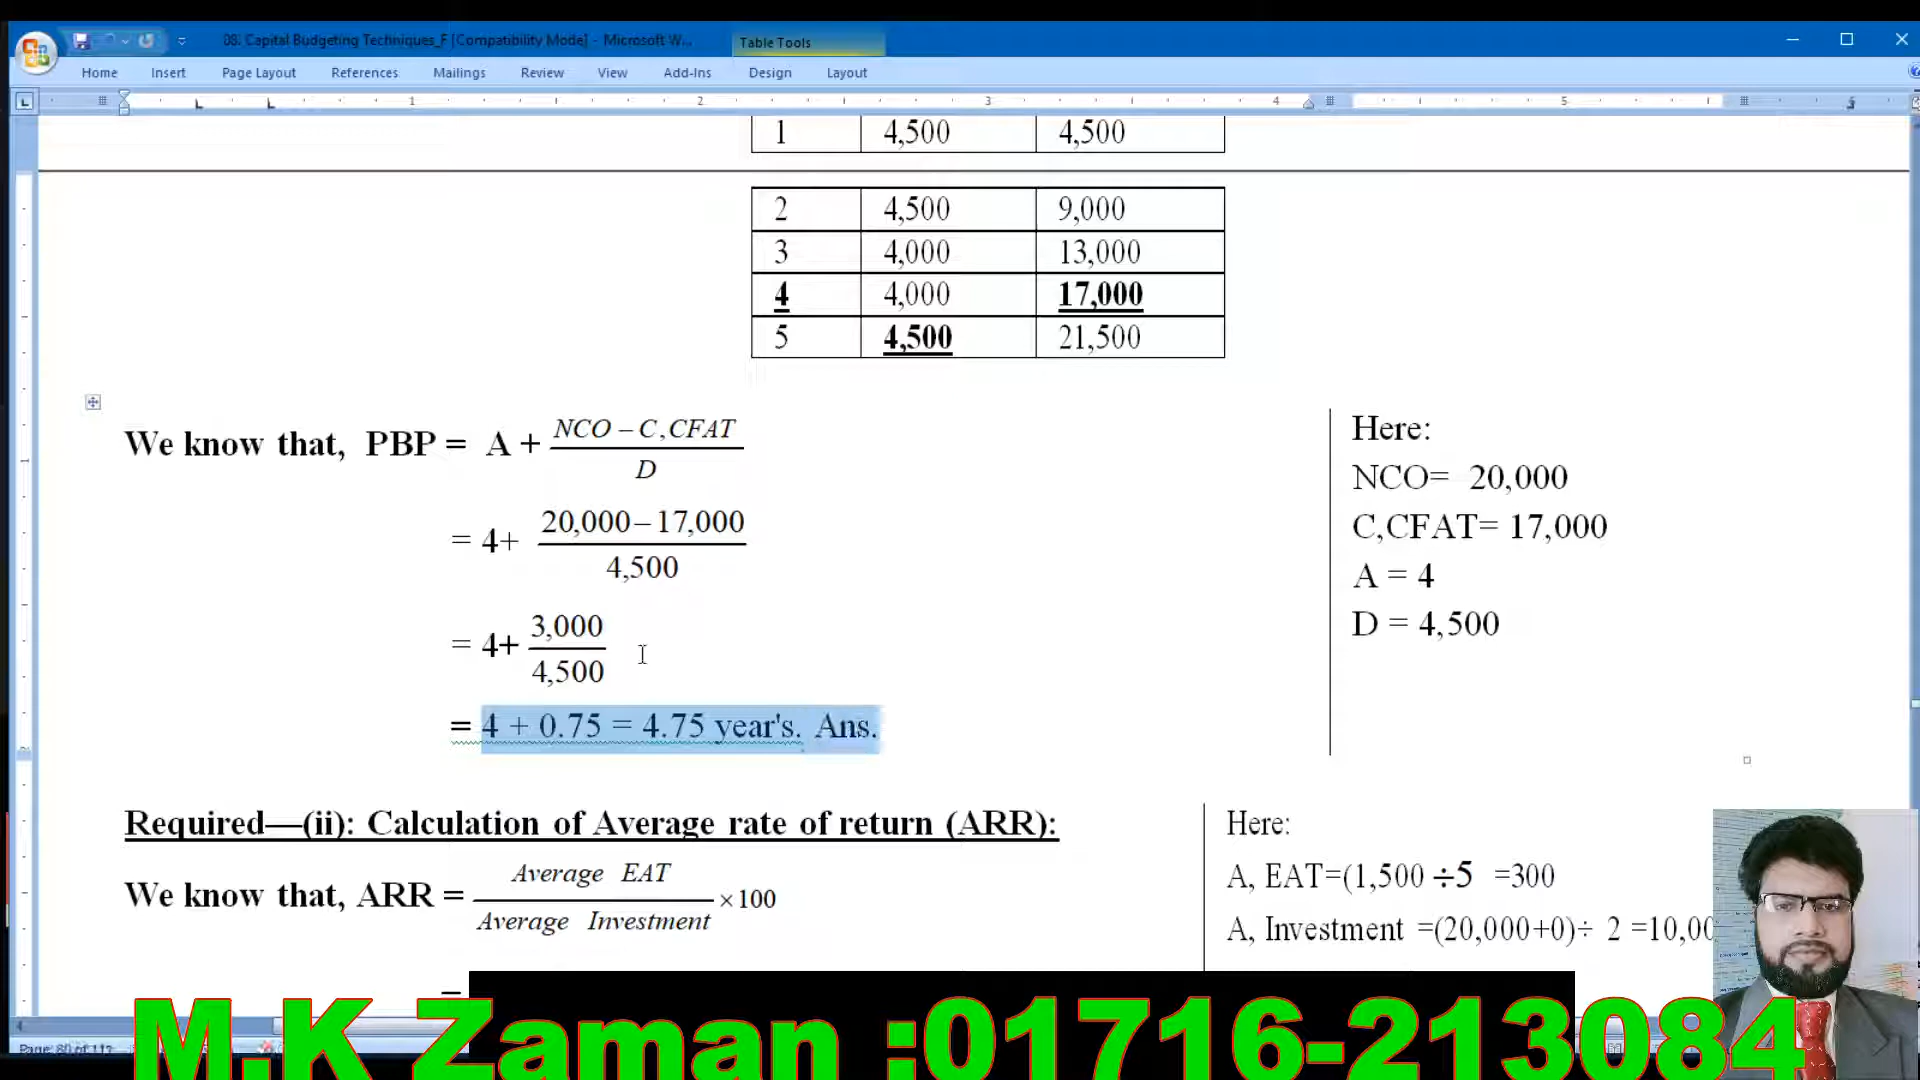 08. Capital Budgeting Techniques_F [Compatibility Mode] - Microsoft W...
Table Tools
Home Insert Page Layout References Mailings Review View Add-Ins Design Layout
1 2 3 4 5
1 4,500 4,500
2 4,500 9,000
3 4,000 13,000
4 4,000 17,000
5 4,500 21,500
We know that, PBP = A + NCO – C,CFAT / D
= 4+ 20,000 – 17,000 / 4,500
= 4+ 3,000 / 4,500
= 4 + 0.75 = 4.75 year's. Ans.
Here:
NCO= 20,000
C,CFAT= 17,000
A = 4
D = 4,500
Required—(ii): Calculation of Average rate of return (ARR):
We know that, ARR = Average EAT / Average Investment ×100
=
Here:
A, EAT=(1,500 ÷5 =300
A, Investment =(20,000+0)÷ 2 =10,00
M.K Zaman :01716-213084